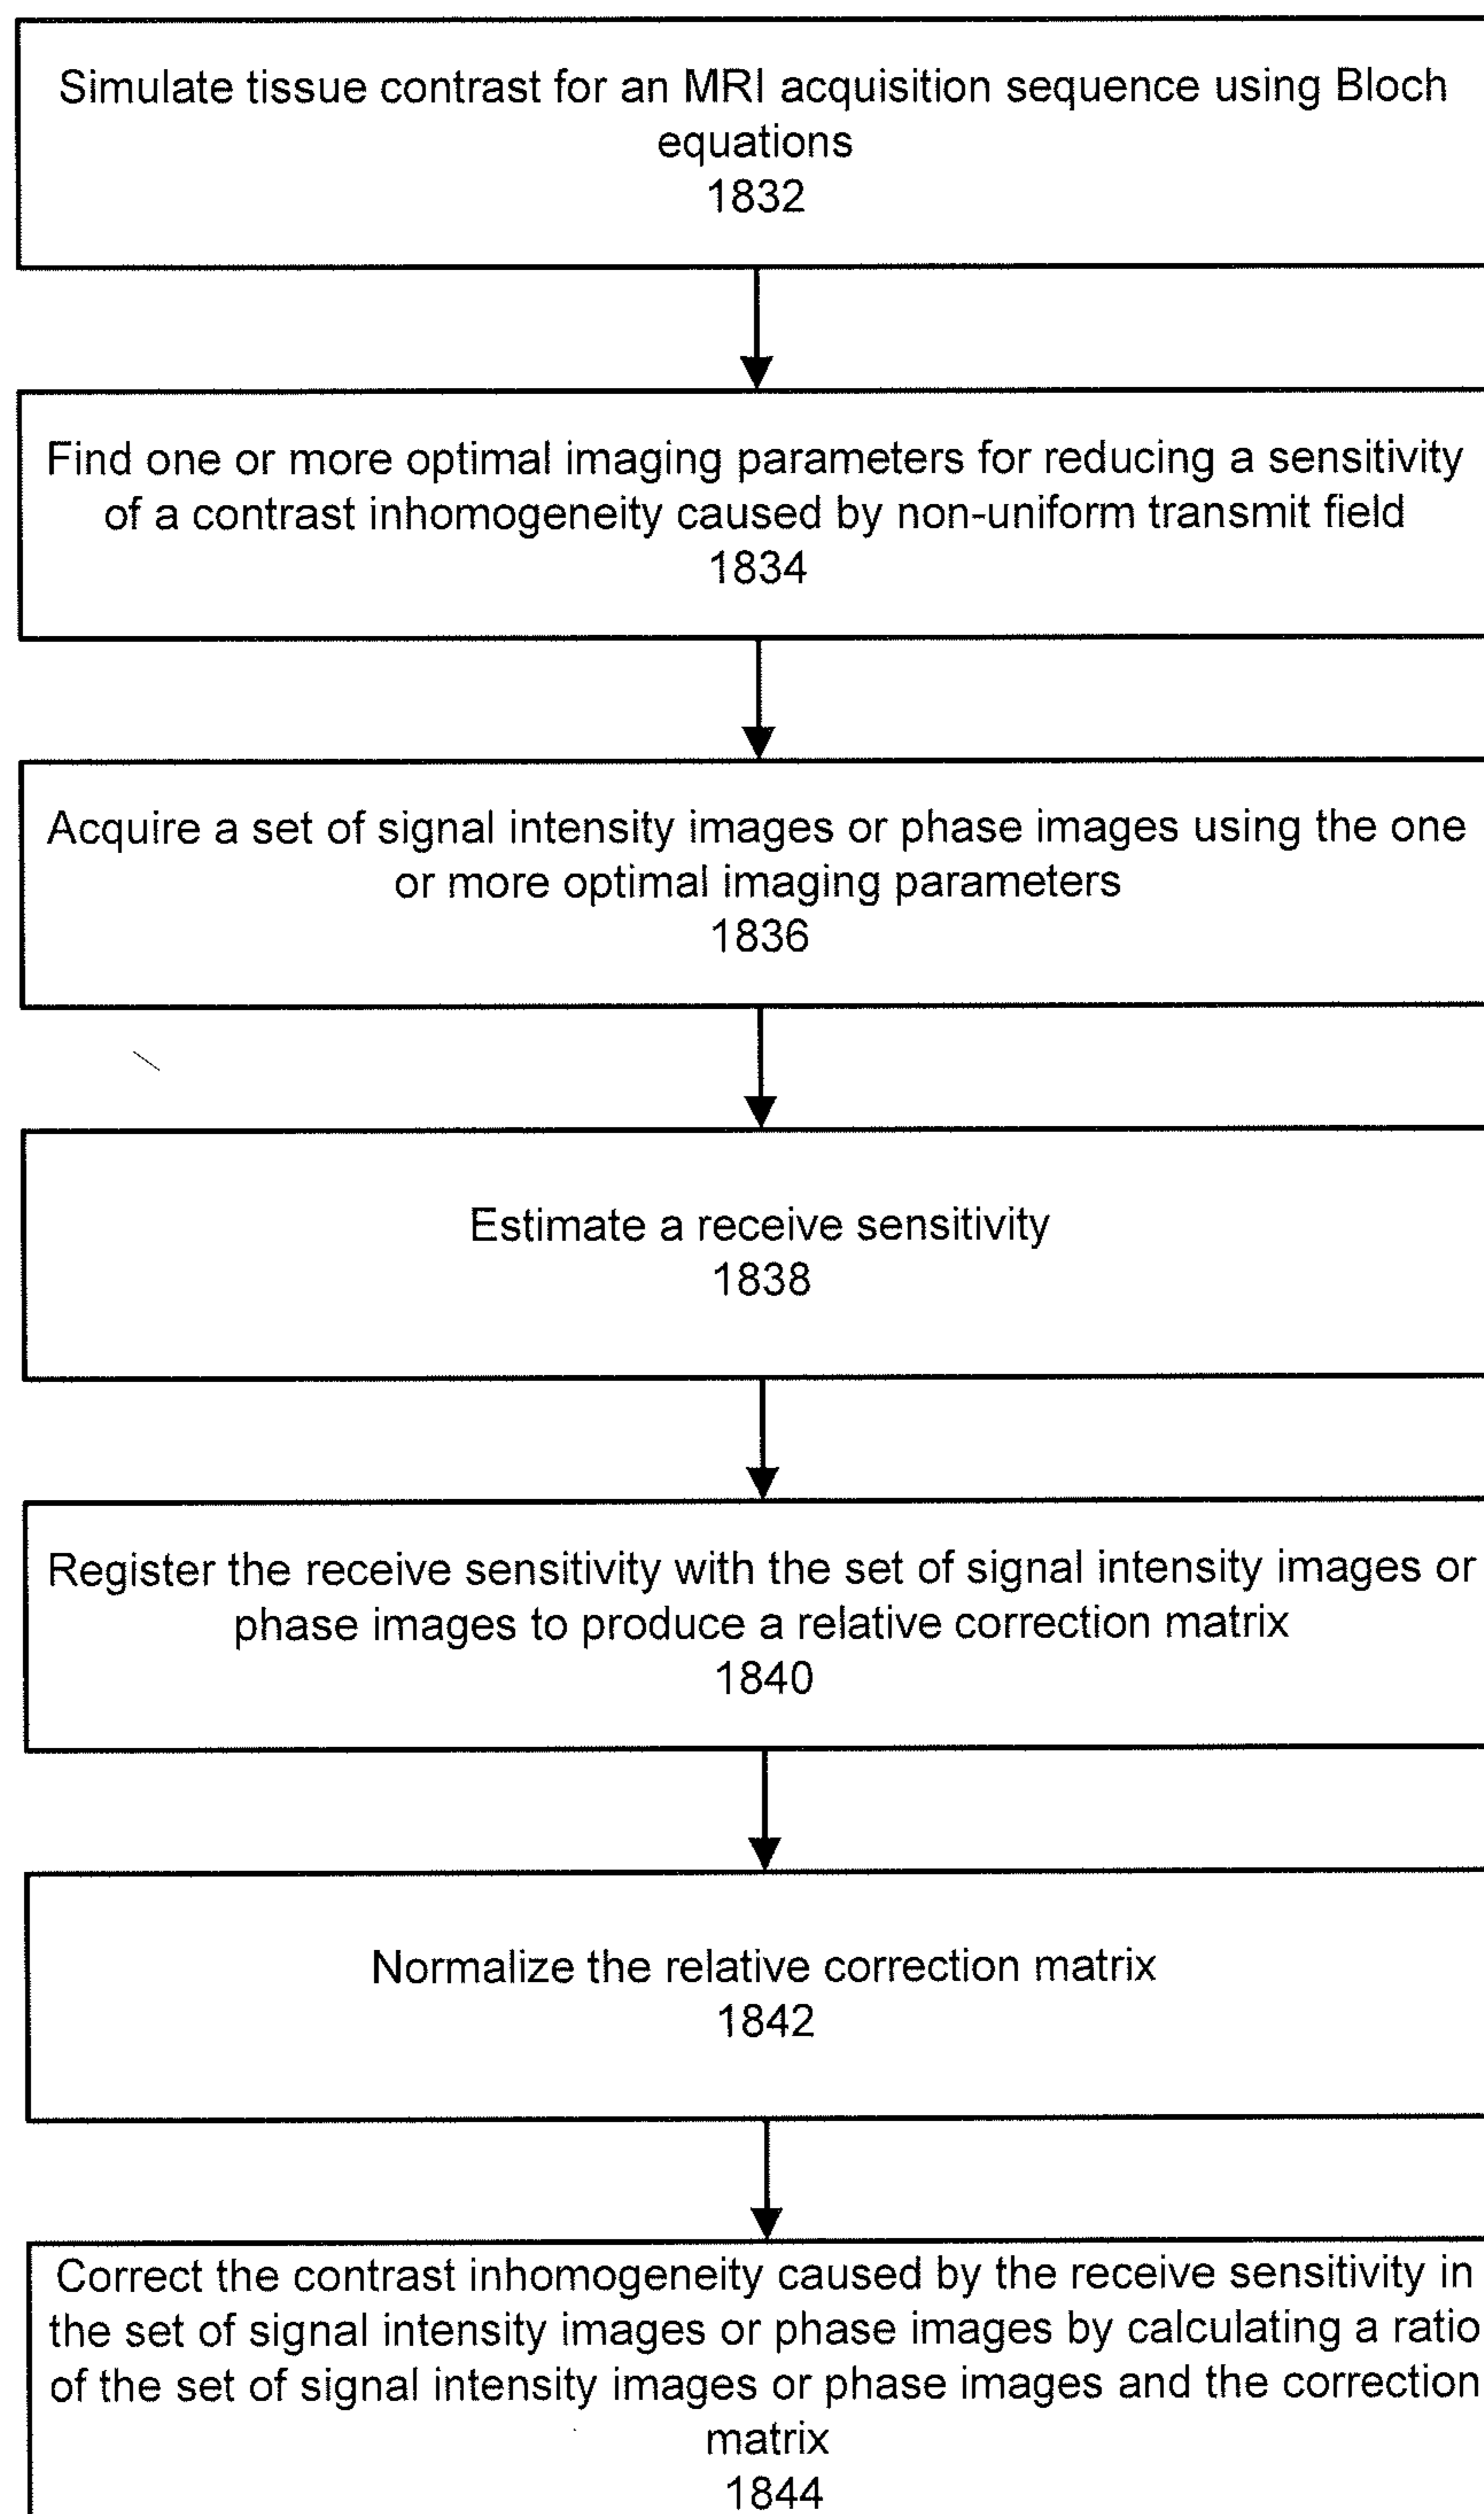 Simulate tissue contrast for an MRI acquisition sequence using Bloch
equations
1832
Find one or more optimal imaging parameters for reducing a sensitivity
of a contrast inhomogeneity caused by non-uniform transmit field
1834
Acquire a set of signal intensity images or phase images using the one
or more optimal imaging parameters
1836
Estimate a receive sensitivity
1838
Register the receive sensitivity with the set of signal intensity images or
phase images to produce a relative correction matrix
1840
Normalize the relative correction matrix
1842
Correct the contrast inhomogeneity caused by the receive sensitivity in
the set of signal intensity images or phase images by calculating a ratio
of the set of signal intensity images or phase images and the correction
matrix
1844